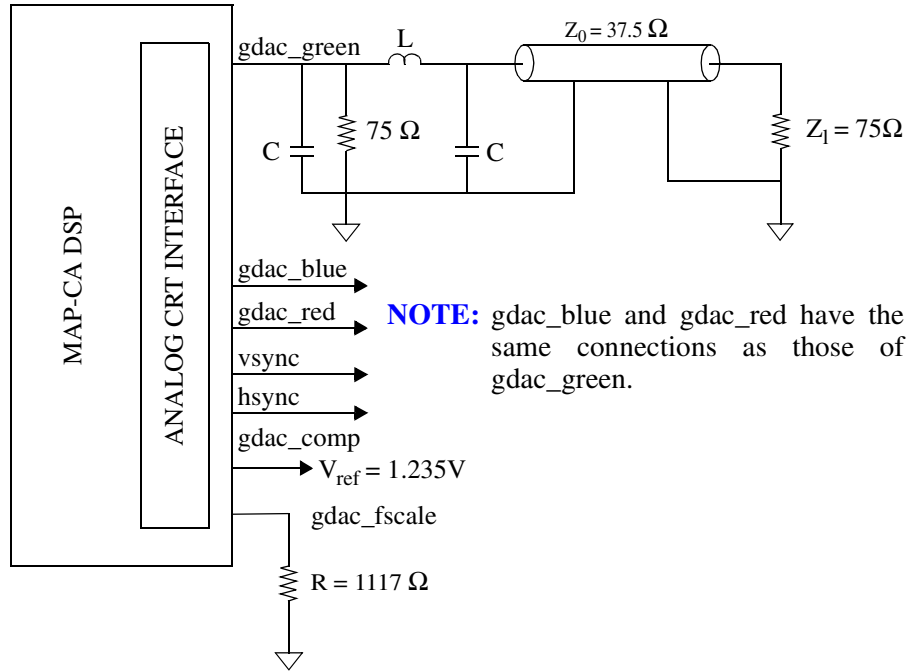 MAP-CA DSP
ANALOG CRT INTERFACE
gdac_green
L
Z0 = 37.5 Ω
C
75 Ω
C
Zl = 75Ω
gdac_blue
gdac_red
vsync
hsync
gdac_comp
Vref = 1.235V
gdac_fscale
R = 1117 Ω
NOTE: gdac_blue and gdac_red have the
same connections as those of
gdac_green.